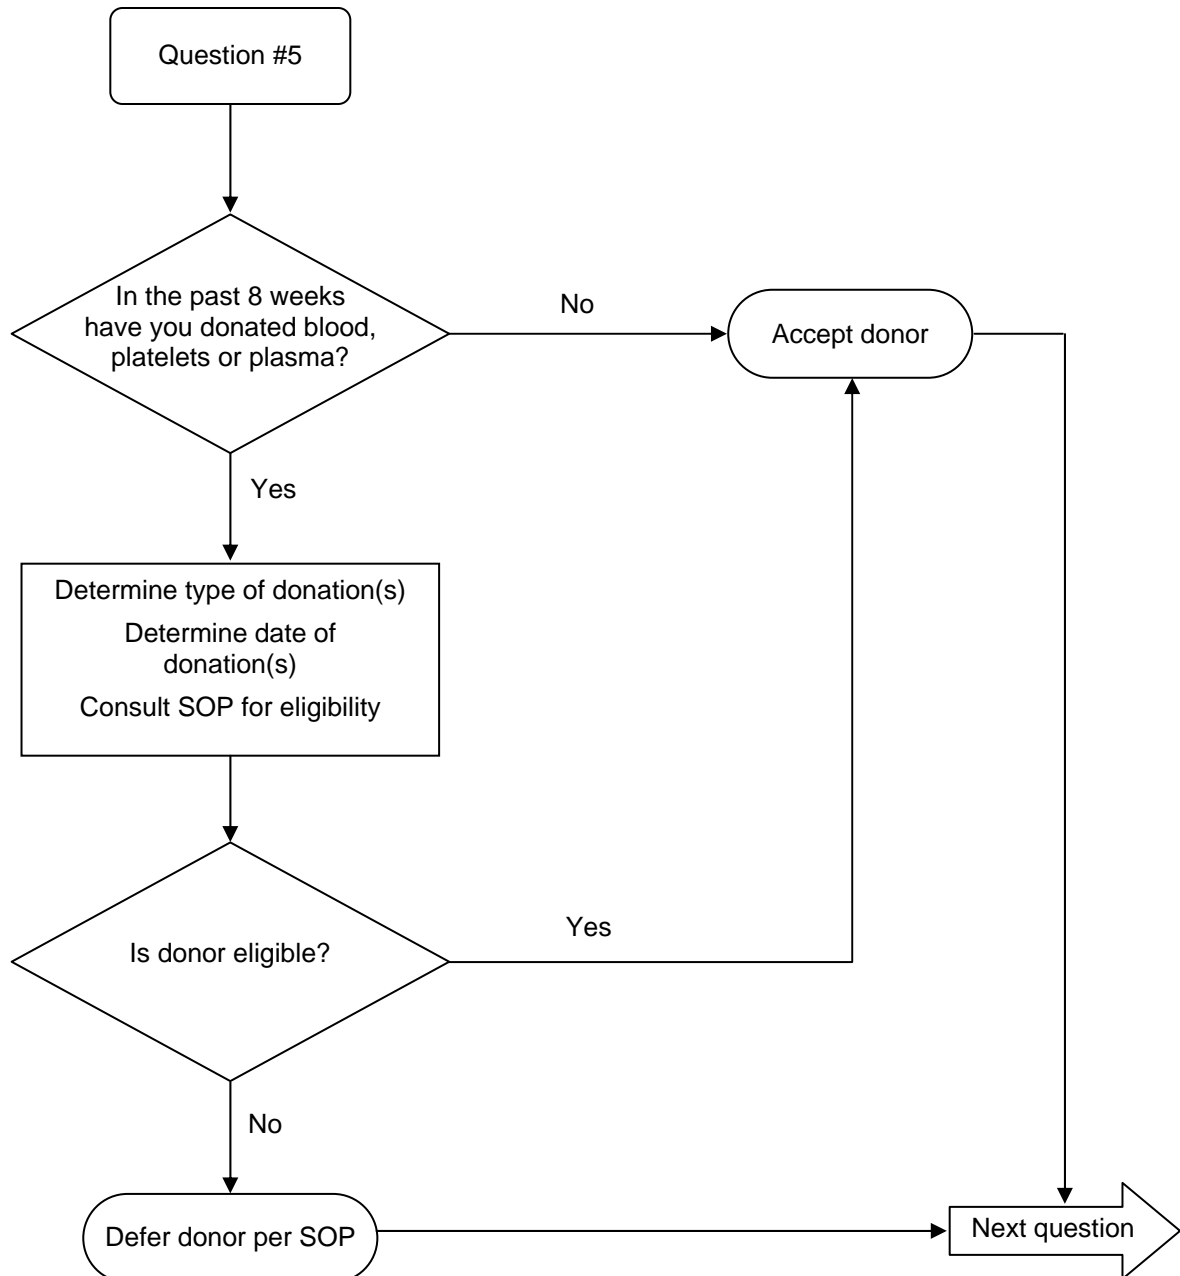 Question #5
In the past 8 weeks
have you donated blood,
platelets or plasma?
No
Accept donor
Yes
Determine type of donation(s)
Determine date of
donation(s)
Consult SOP for eligibility
Is donor eligible?
Yes
No
Defer donor per SOP
Next question